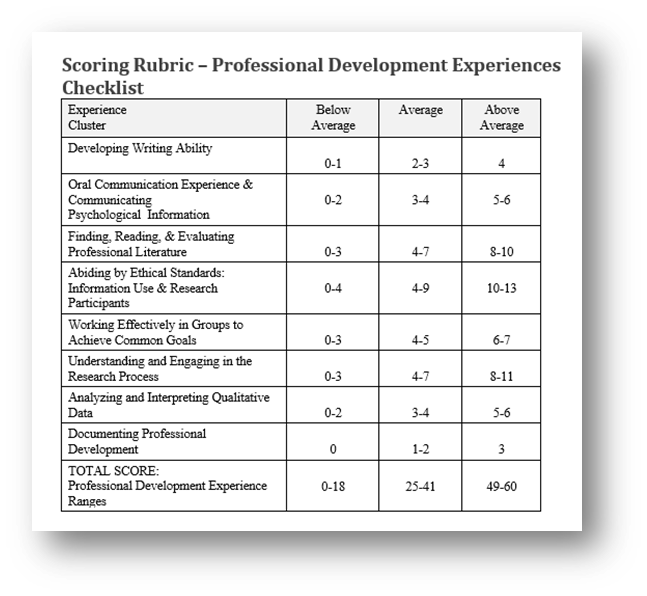 Scoring Rubric – Professional Development Experiences
Checklist
Experience
Cluster
Below
Average
Average
Above
Average
Developing Writing Ability
0-1
2-3
4
Oral Communication Experience &
Communicating
Psychological Information
0-2
3-4
5-6
Finding, Reading, & Evaluating
Professional Literature
0-3
4-7
8-10
Abiding by Ethical Standards:
Information Use & Research
Participants
0-4
4-9
10-13
Working Effectively in Groups to
Achieve Common Goals
0-3
4-5
6-7
Understanding and Engaging in the
Research Process
0-3
4-7
8-11
Analyzing and Interpreting Qualitative
Data
0-2
3-4
5-6
Documenting Professional
Development
0
1-2
3
TOTAL SCORE:
Professional Development Experience
Ranges
0-18
25-41
49-60